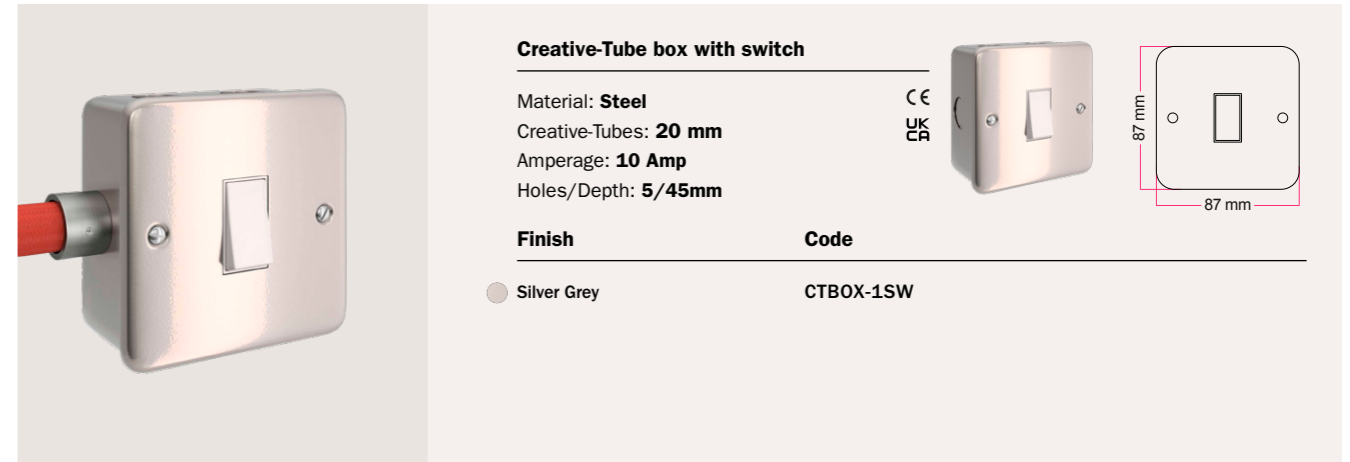 Creative-Tube box with switch
Material: Steel
Creative-Tubes: 20 mm
Amperage: 10 Amp
Holes/Depth: 5/45mm
CE
UK
CA
87 mm
87 mm
Finish Code
Silver Grey CTBOX-1SW